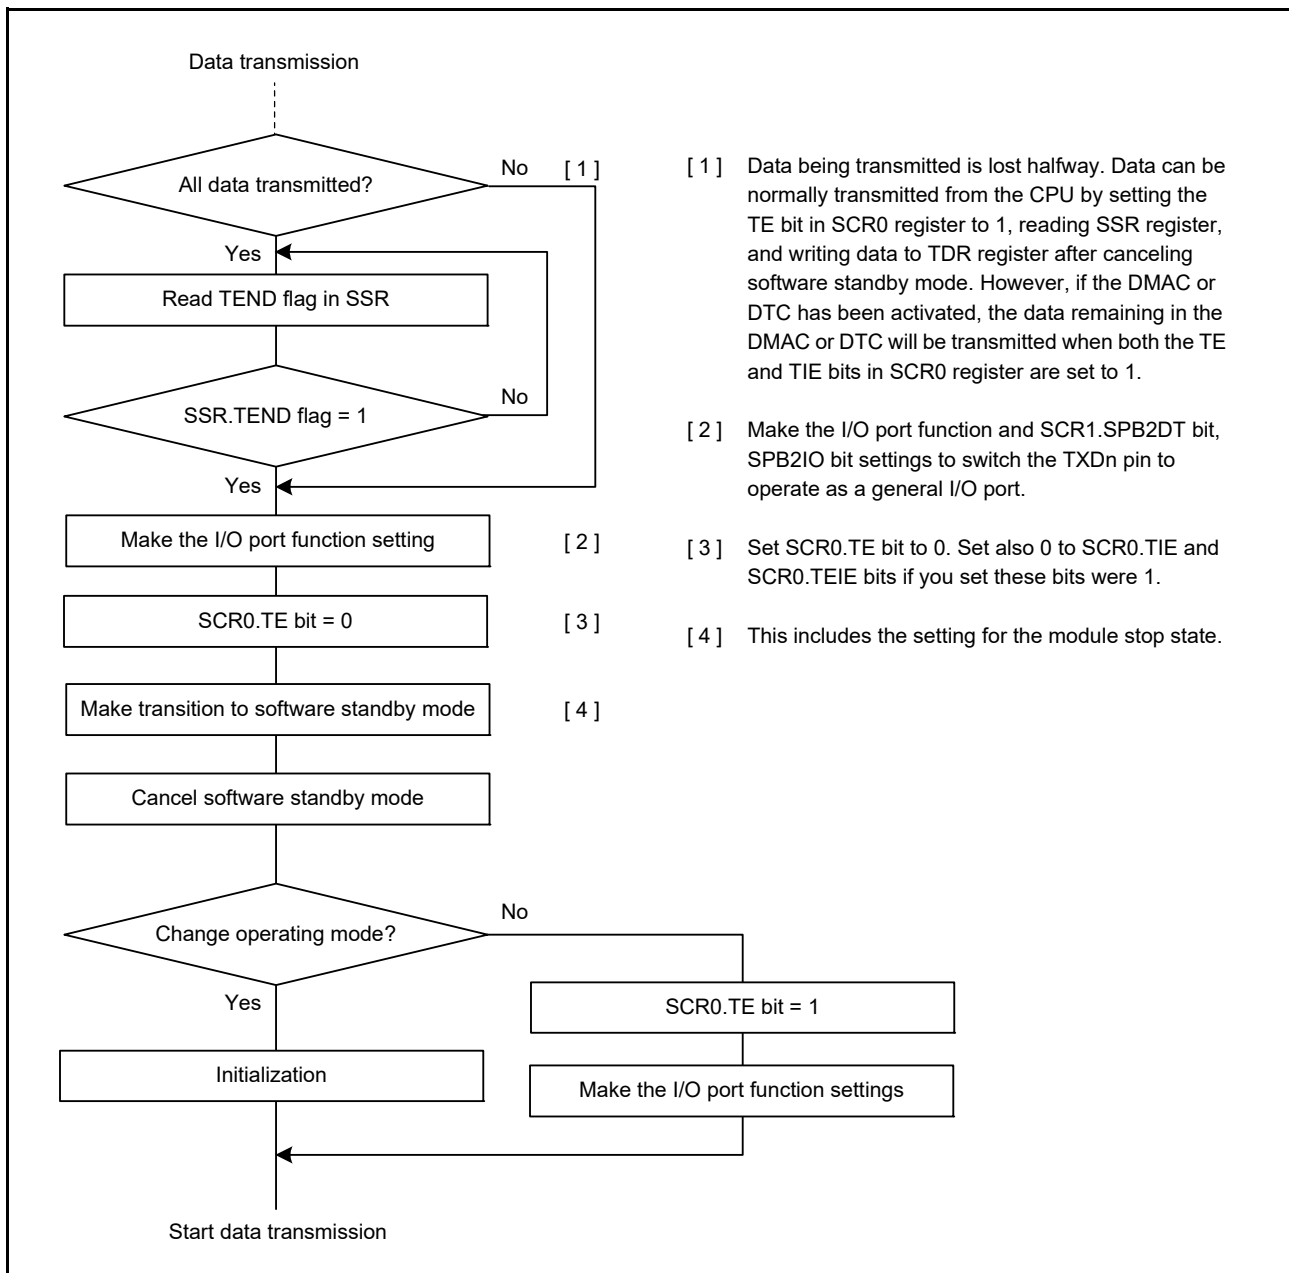 Data transmission
All data transmitted?
No [ 1 ]
Yes
Read TEND flag in SSR
SSR.TEND flag = 1
No
Yes
Make the I/O port function setting
[ 2 ]
SCR0.TE bit = 0
[ 3 ]
Make transition to software standby mode
[ 4 ]
Cancel software standby mode
Change operating mode?
No
Yes
SCR0.TE bit = 1
Initialization
Make the I/O port function settings
Start data transmission
[ 1 ] Data being transmitted is lost halfway. Data can be
normally transmitted from the CPU by setting the
TE bit in SCR0 register to 1, reading SSR register,
and writing data to TDR register after canceling
software standby mode. However, if the DMAC or
DTC has been activated, the data remaining in the
DMAC or DTC will be transmitted when both the TE
and TIE bits in SCR0 register are set to 1.
[ 2 ] Make the I/O port function and SCR1.SPB2DT bit,
SPB2IO bit settings to switch the TXDn pin to
operate as a general I/O port.
[ 3 ] Set SCR0.TE bit to 0. Set also 0 to SCR0.TIE and
SCR0.TEIE bits if you set these bits were 1.
[ 4 ] This includes the setting for the module stop state.